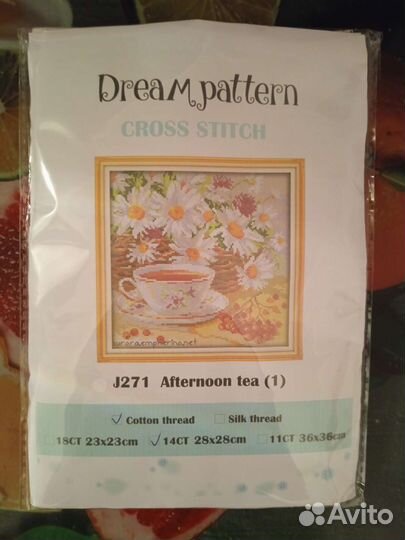 Dream pattern
CROSS STITCH
J271 Afternoon tea (1)
Cotton thread Silk thread
18CT 23x23cm 14CT 28x28cm 11CT 36x36cm
Avito